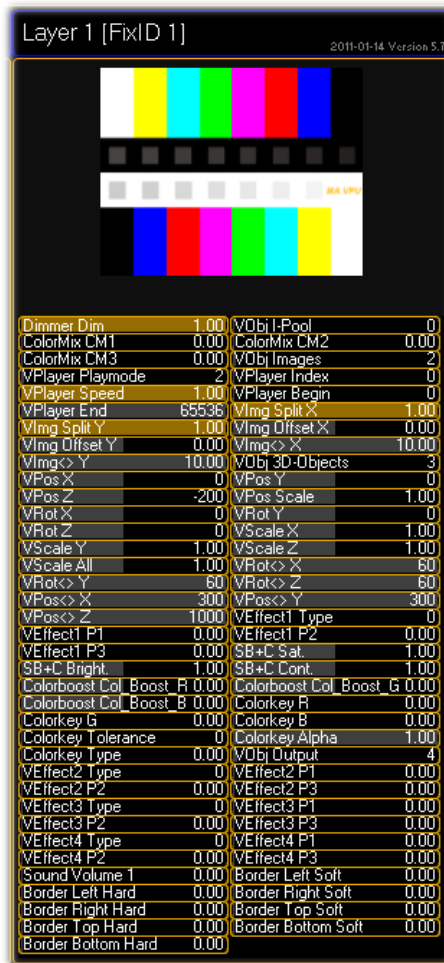 Layer 1 [FixID 1]
2011-01-14 Version 5.7
MA VPU
Dimmer Dim 1.00 VObj I-Pool 0
ColorMix CM1 0.00 ColorMix CM2 0.00
ColorMix CM3 0.00 VObj Images 2
VPlayer Playmode 2 VPlayer Index 0
VPlayer Speed 1.00 VPlayer Begin 0
VPlayer End 65536 VImg Split X 1.00
VImg Split Y 1.00 VImg Offset X 0.00
VImg Offset Y 0.00 VImg<> X 10.00
VImg<> Y 10.00 VObj 3D-Objects 3
VPos X 0 VPos Y 0
VPos Z -200 VPos Scale 1.00
VRot X 0 VRot Y 0
VRot Z 0 VScale X 1.00
VScale Y 1.00 VScale Z 1.00
VScale All 1.00 VRot<> X 60
VRot<> Y 60 VRot<> Z 60
VPos<> X 300 VPos<> Y 300
VPos<> Z 1000 VEffect1 Type 0
VEffect1 P1 0.00 VEffect1 P2 0.00
VEffect1 P3 0.00 SB+C Sat. 1.00
SB+C Bright. 1.00 SB+C Cont. 1.00
Colorboost Col_Boost_R 0.00 Colorboost Col_Boost_G 0.00
Colorboost Col_Boost_B 0.00 Colorkey R 0.00
Colorkey G 0.00 Colorkey B 0.00
Colorkey Tolerance 0 Colorkey Alpha 1.00
Colorkey Type 0.00 VObj Output 4
VEffect2 Type 0 VEffect2 P1 0.00
VEffect2 P2 0.00 VEffect2 P3 0.00
VEffect3 Type 0 VEffect3 P1 0.00
VEffect3 P2 0.00 VEffect3 P3 0.00
VEffect4 Type 0 VEffect4 P1 0.00
VEffect4 P2 0.00 VEffect4 P3 0.00
Sound Volume 1 0.00 Border Left Soft 0.00
Border Left Hard 0.00 Border Right Soft 0.00
Border Right Hard 0.00 Border Top Soft 0.00
Border Top Hard 0.00 Border Bottom Soft 0.00
Border Bottom Hard 0.00